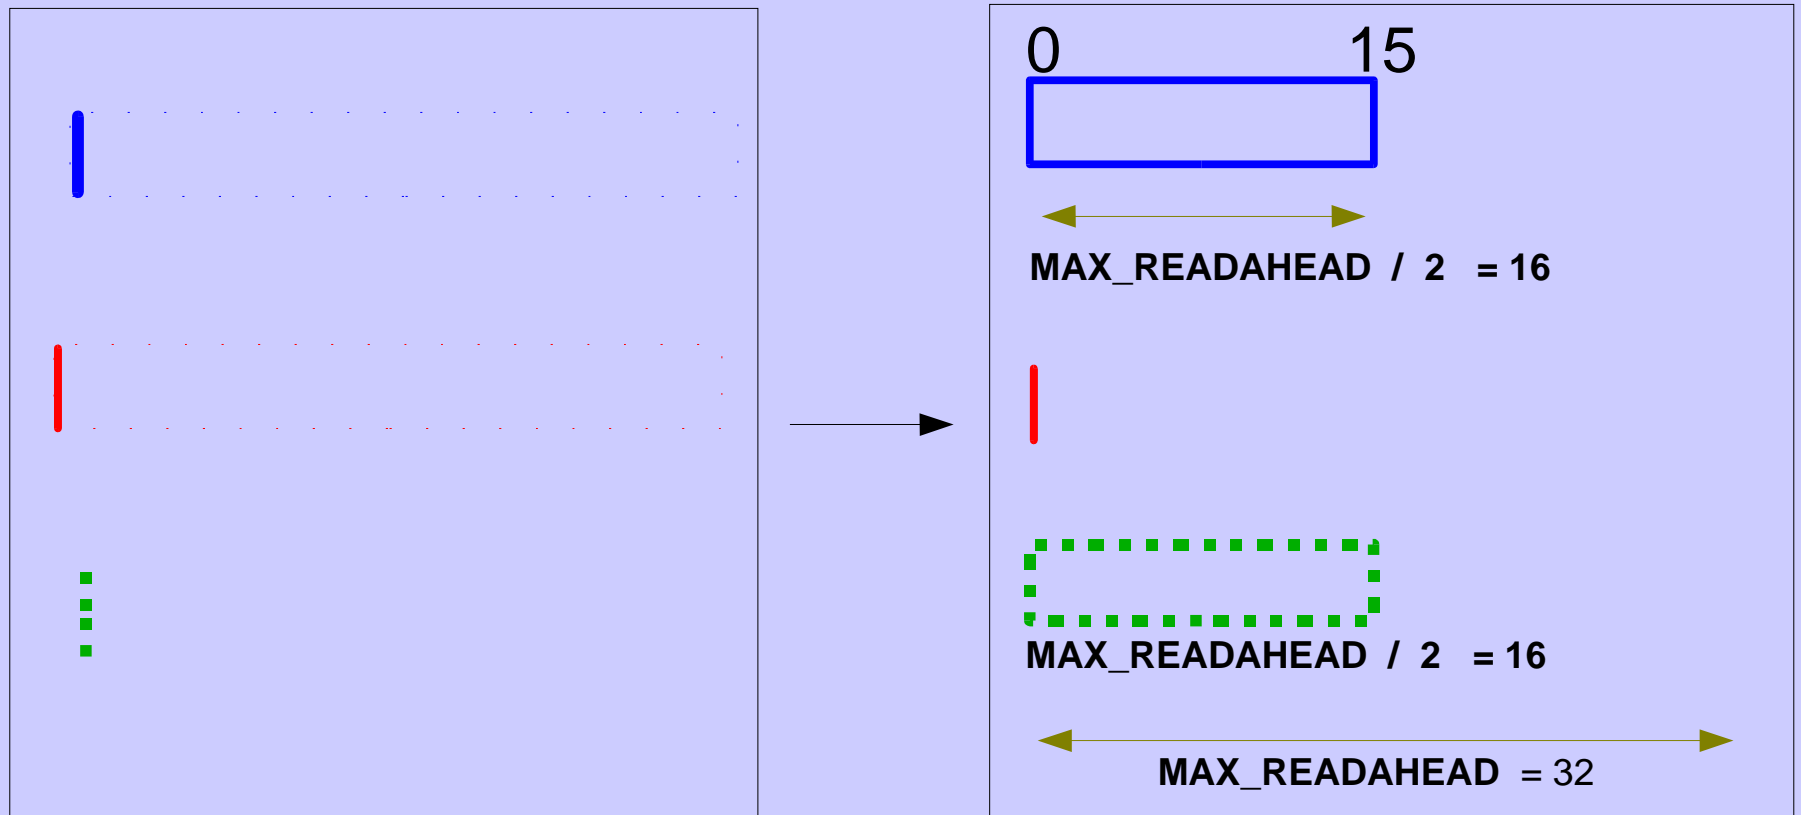 0 15
MAX_READAHEAD / 2 = 16
MAX_READAHEAD / 2 = 16
MAX_READAHEAD = 32